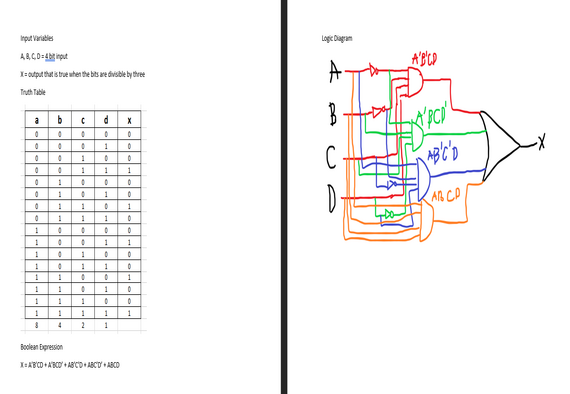 Input Variables
A, B, C, D = 4 bit input
X = output that is true when the bits are divisible by three
Truth Table
a b c d x
0 0 0 0 0
0 0 0 1 0
0 0 1 0 0
0 0 1 1 1
0 1 0 0 0
0 1 0 1 0
0 1 1 0 1
0 1 1 1 0
1 0 0 0 0
1 0 0 1 1
1 0 1 0 0
1 0 1 1 0
1 1 0 0 1
1 1 0 1 0
1 1 1 0 0
1 1 1 1 1
8 4 2 1
Boolean Expression
X = A'B'CD + A'BCD' + AB'C'D + ABC'D' + ABCD
Logic Diagram
A'B'CD
A
B
A'BCD'
C
AB'C'D
D
ABCD
X